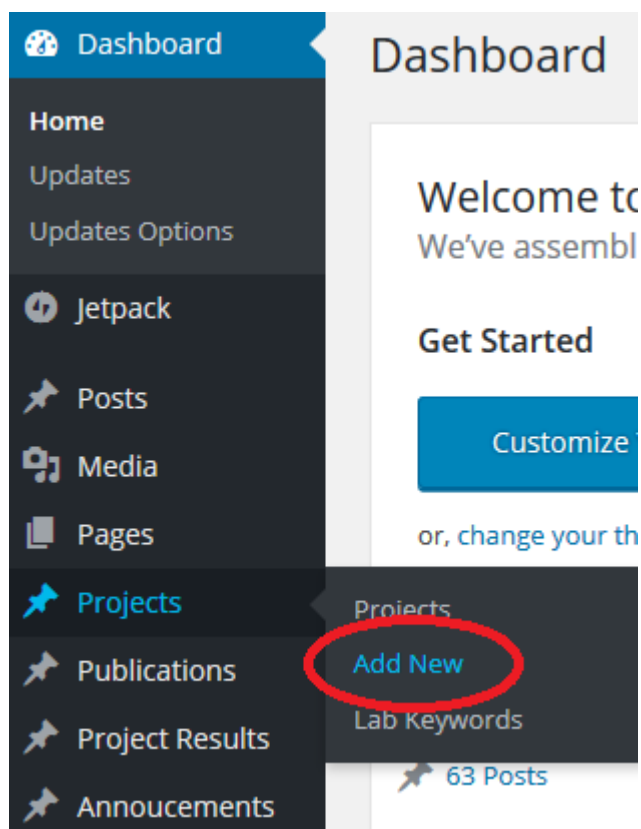 Dashboard
Home
Updates
Updates Options
Jetpack
Posts
Media
Pages
Projects
Publications
Project Results
Annoucements
Projects
Add New
Lab Keywords
Dashboard
Welcome to
We've assembl
Get Started
Customize
or, change your th
63 Posts